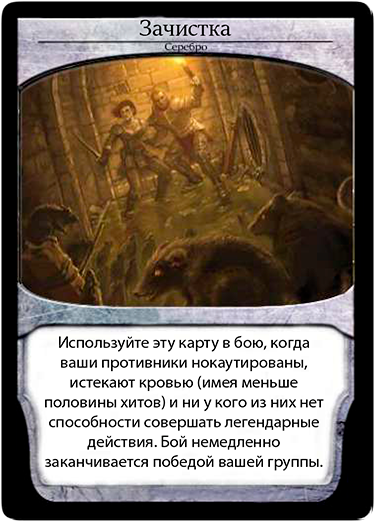 Зачистка
Серебро
Используйте эту карту в бою, когда
ваши противники нокаутированы,
истекают кровью (имея меньше
половины хитов) и ни у кого из них нет
способности совершать легендарные
действия. Бой немедленно
заканчивается победой вашей группы.